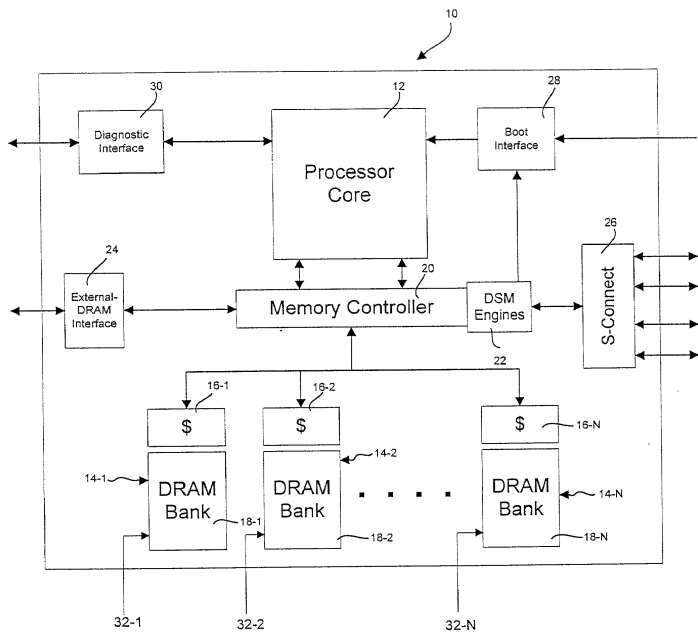 10
30
12
28
Diagnostic
Interface
Processor
Core
Boot
Interface
24
External-
DRAM
Interface
20
Memory Controller
DSM
Engines
22
26
S-Connect
16-1
$
16-2
$
16-N
$
14-1
DRAM
Bank
18-1
14-2
DRAM
Bank
18-2
14-N
DRAM
Bank
18-N
32-1
32-2
32-N